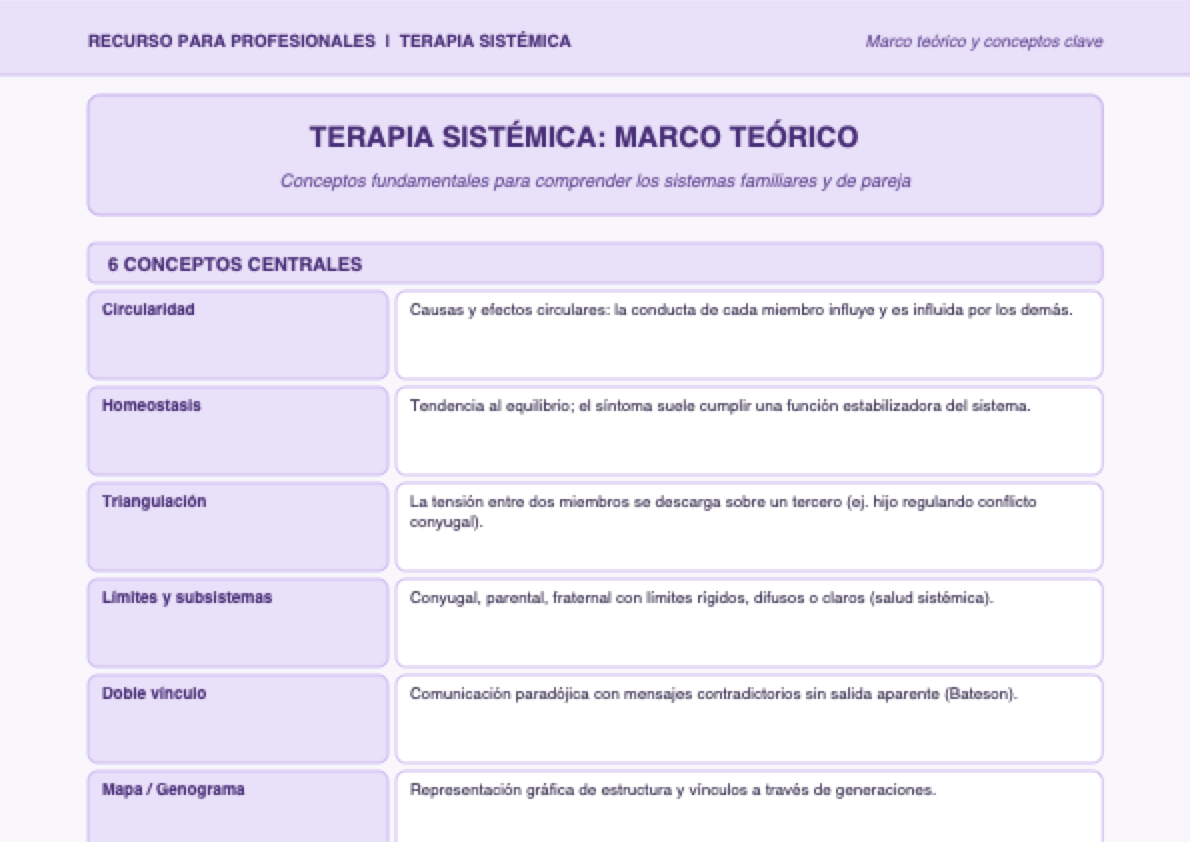 RECURSO PARA PROFESIONALES | TERAPIA SISTÉMICA
Marco teórico y conceptos clave
TERAPIA SISTÉMICA: MARCO TEÓRICO
Conceptos fundamentales para comprender los sistemas familiares y de pareja
6 CONCEPTOS CENTRALES
Circularidad
Causas y efectos circulares: la conducta de cada miembro influye y es influida por los demás.
Homeostasis
Tendencia al equilibrio; el síntoma suele cumplir una función estabilizadora del sistema.
Triangulación
La tensión entre dos miembros se descarga sobre un tercero (ej. hijo regulando conflicto
conyugal).
Límites y subsistemas
Conyugal, parental, fraternal con límites rígidos, difusos o claros (salud sistémica).
Doble vínculo
Comunicación paradójica con mensajes contradictorios sin salida aparente (Bateson).
Mapa / Genograma
Representación gráfica de estructura y vínculos a través de generaciones.